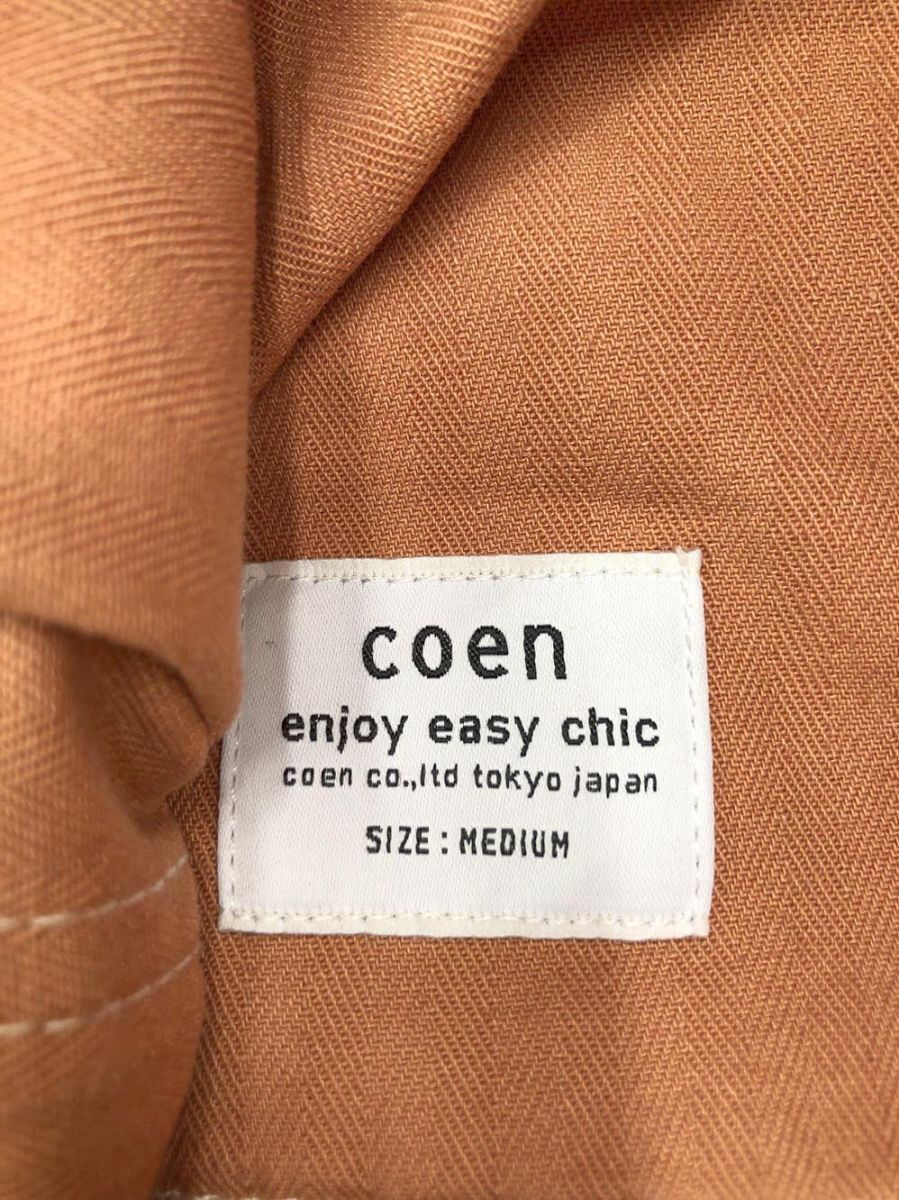 coen
enjoy easy chic
coen co.,ltd tokyo japan
SIZE : MEDIUM